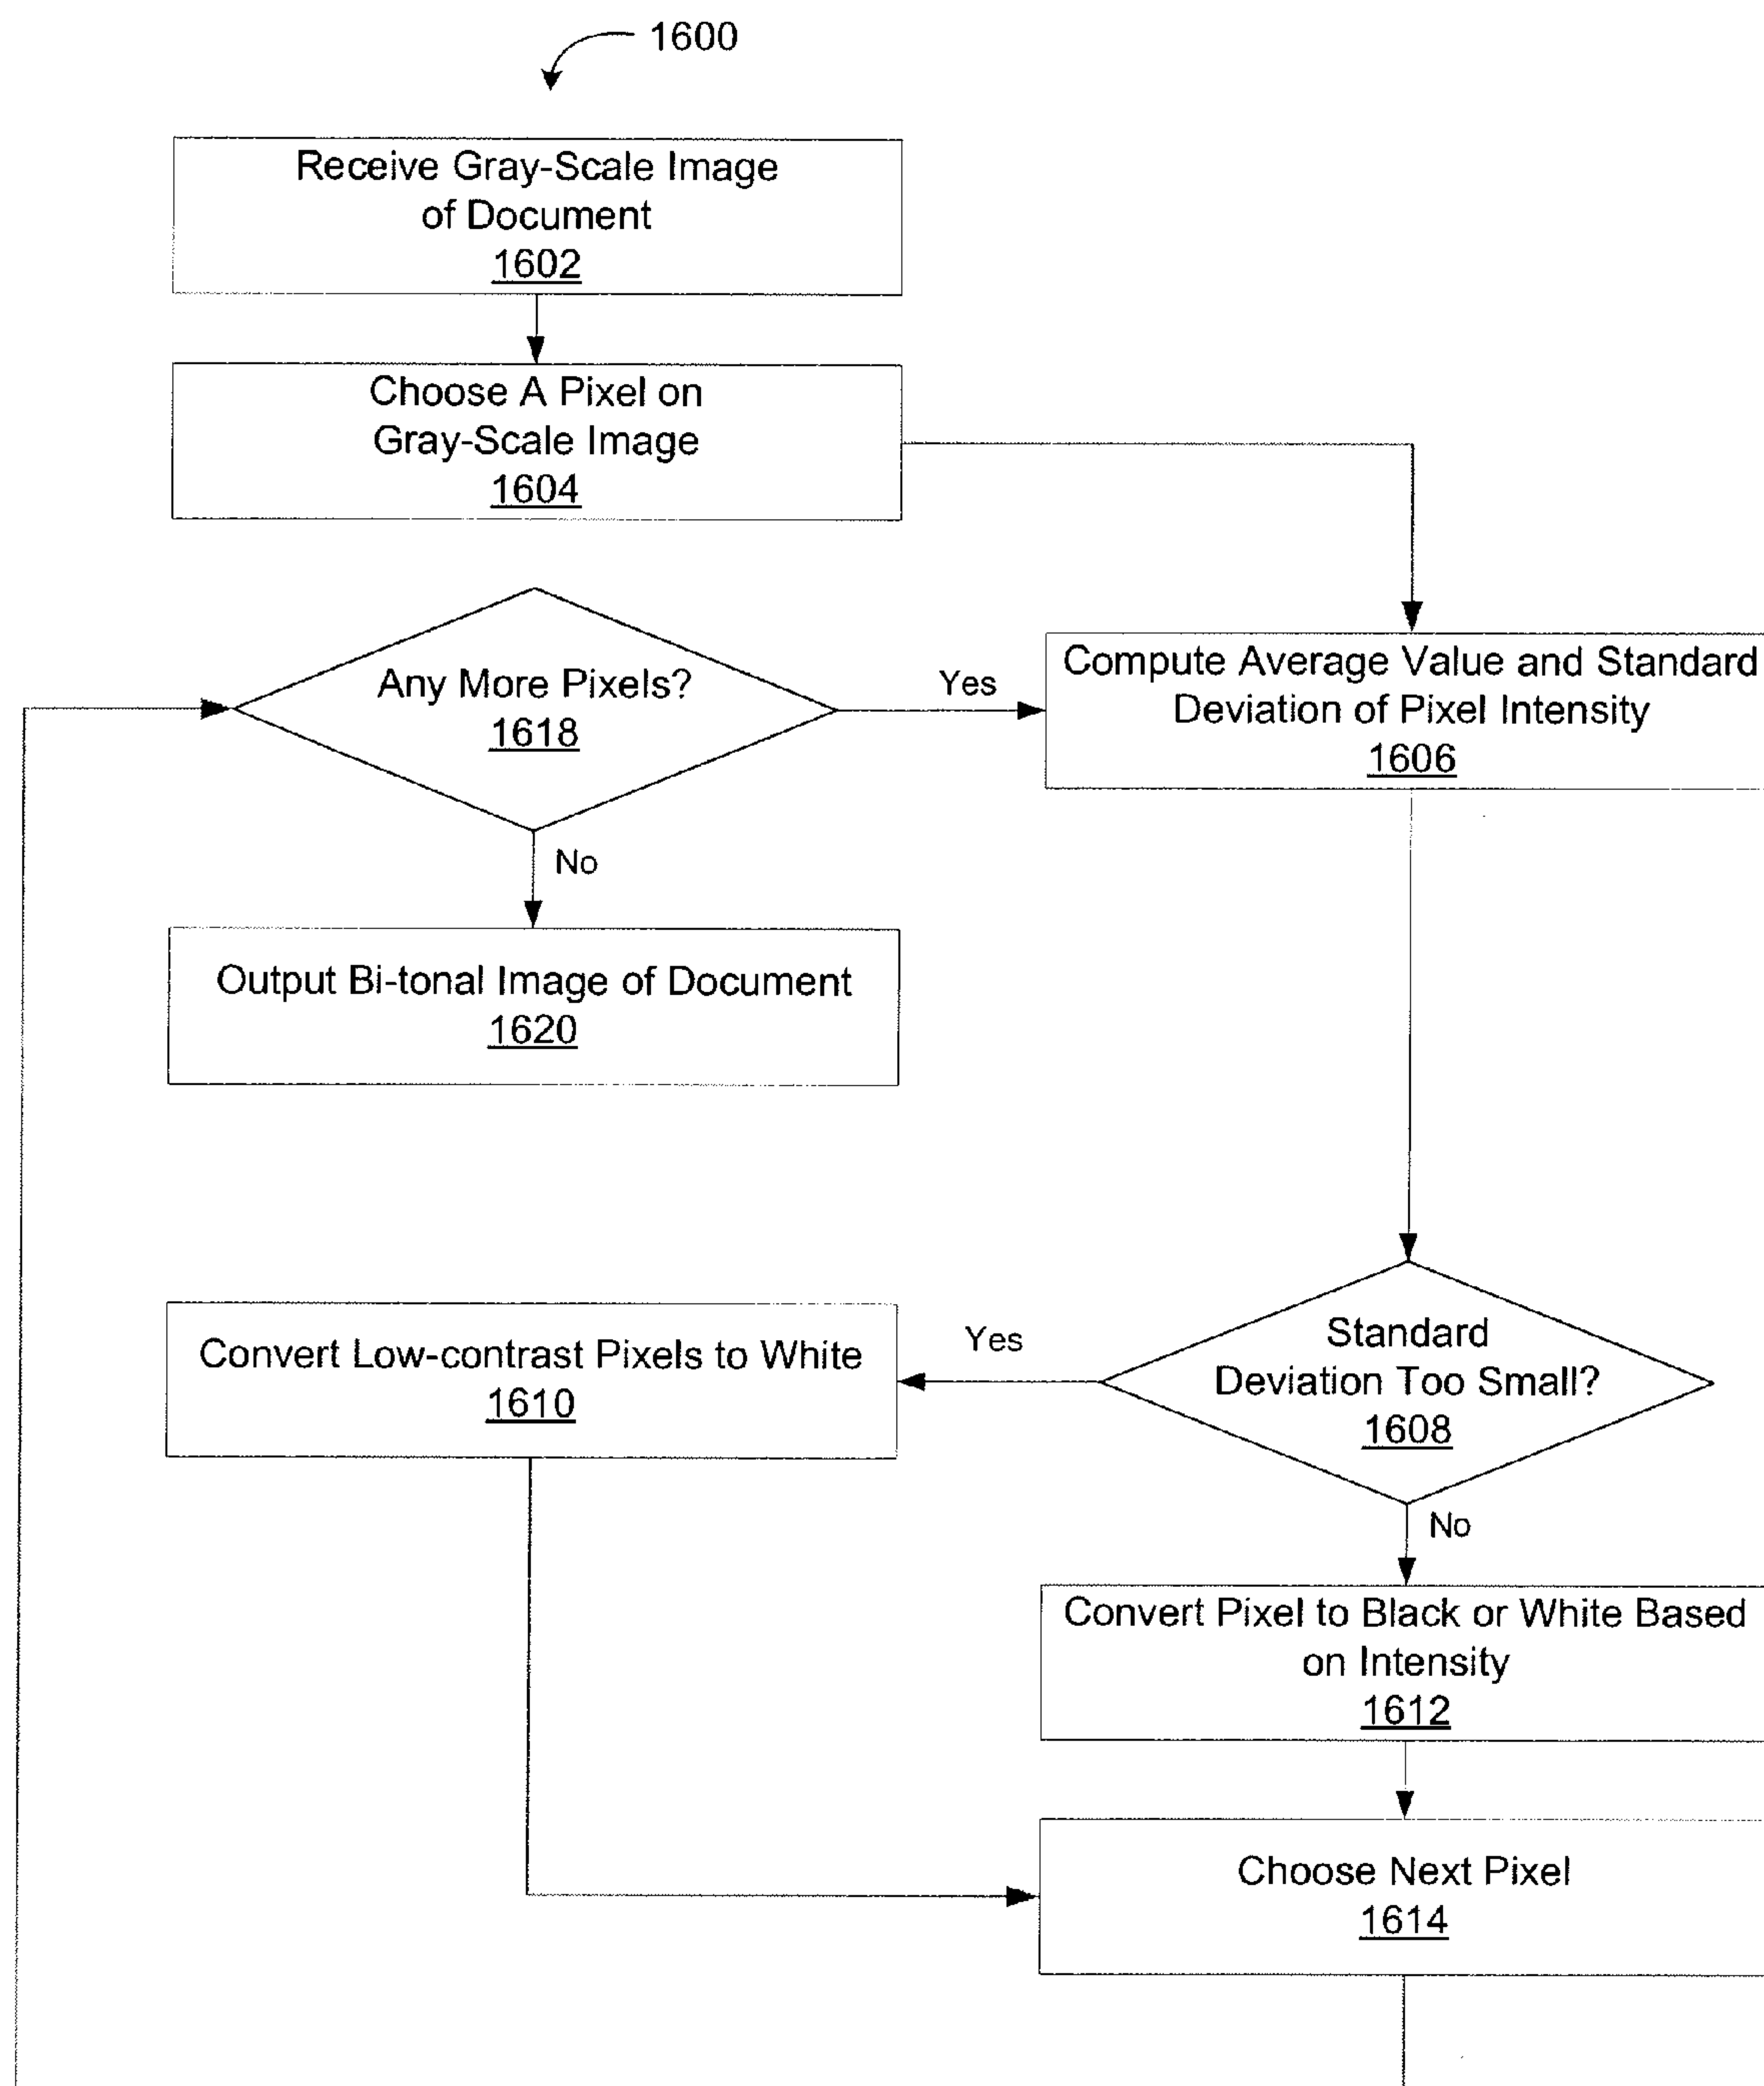 1600
Receive Gray-Scale Image
of Document
1602
Choose A Pixel on
Gray-Scale Image
1604
Any More Pixels?
1618
Yes
Compute Average Value and Standard
Deviation of Pixel Intensity
1606
No
Output Bi-tonal Image of Document
1620
Convert Low-contrast Pixels to White
1610
Yes
Standard
Deviation Too Small?
1608
No
Convert Pixel to Black or White Based
on Intensity
1612
Choose Next Pixel
1614